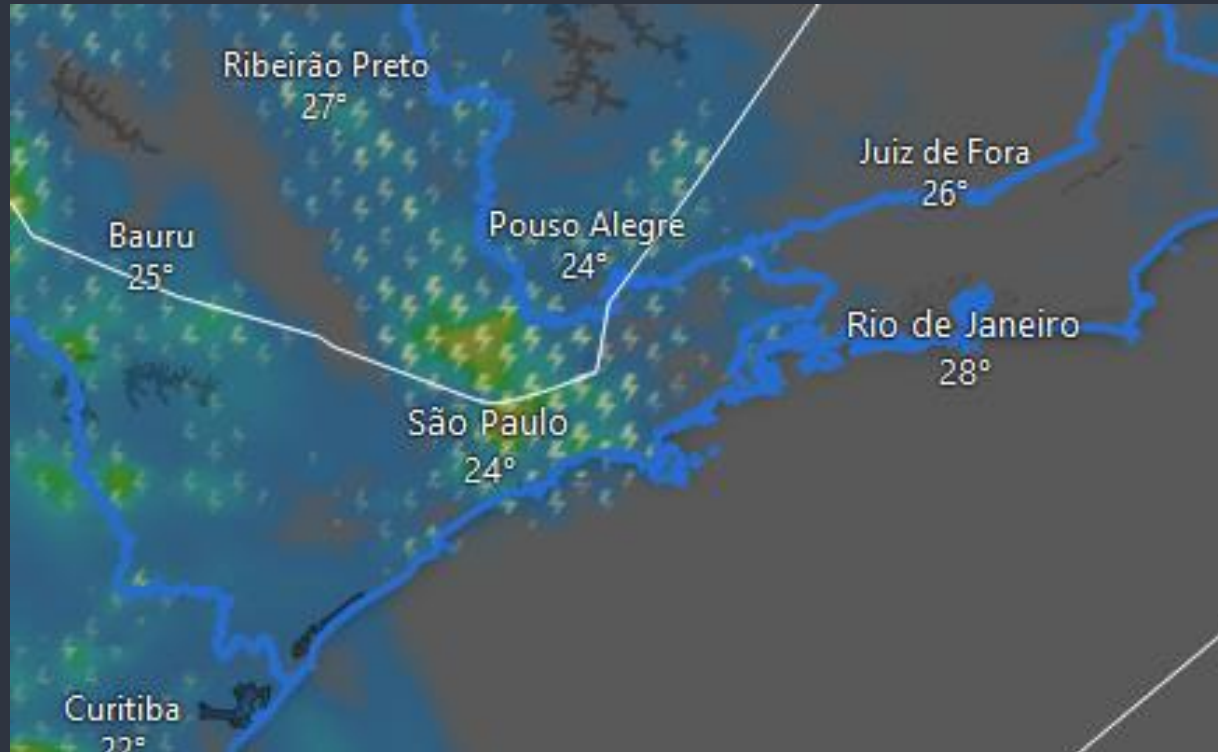 Ribeirão Preto
27°
Juiz de Fora
26°
Pouso Alegre
24°
Bauru
25°
Rio de Janeiro
28°
São Paulo
24°
Curitiba
22°